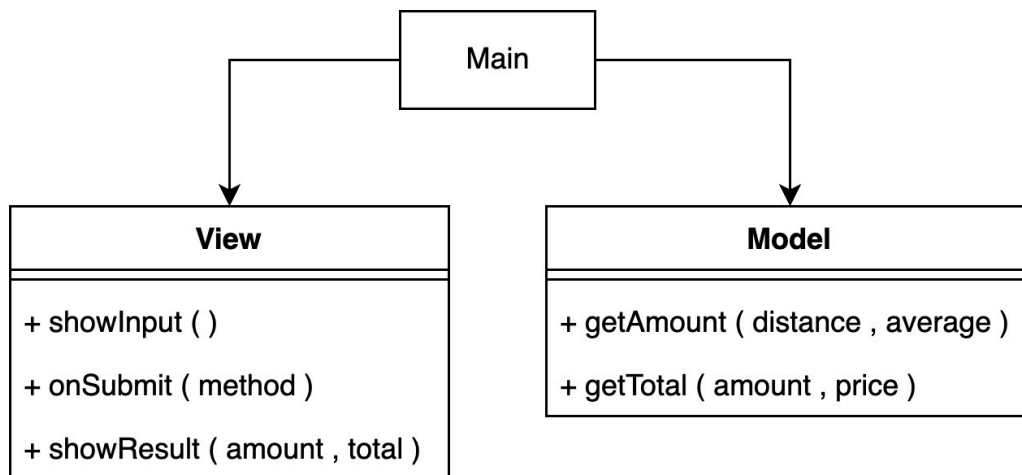 Main
View
+ showInput ( )
+ onSubmit ( method )
+ showResult ( amount , total )
Model
+ getAmount ( distance , average )
+ getTotal ( amount , price )